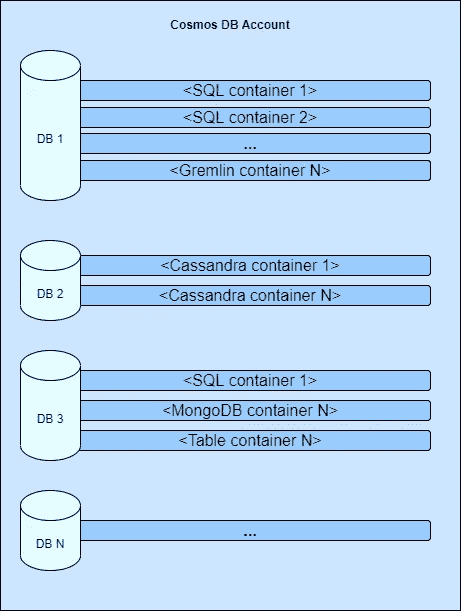 Cosmos DB Account
DB 1
<SQL container 1>
<SQL container 2>
...
<Gremlin container N>
DB 2
<Cassandra container 1>
<Cassandra container N>
DB 3
<SQL container 1>
<MongoDB container N>
<Table container N>
DB N
...